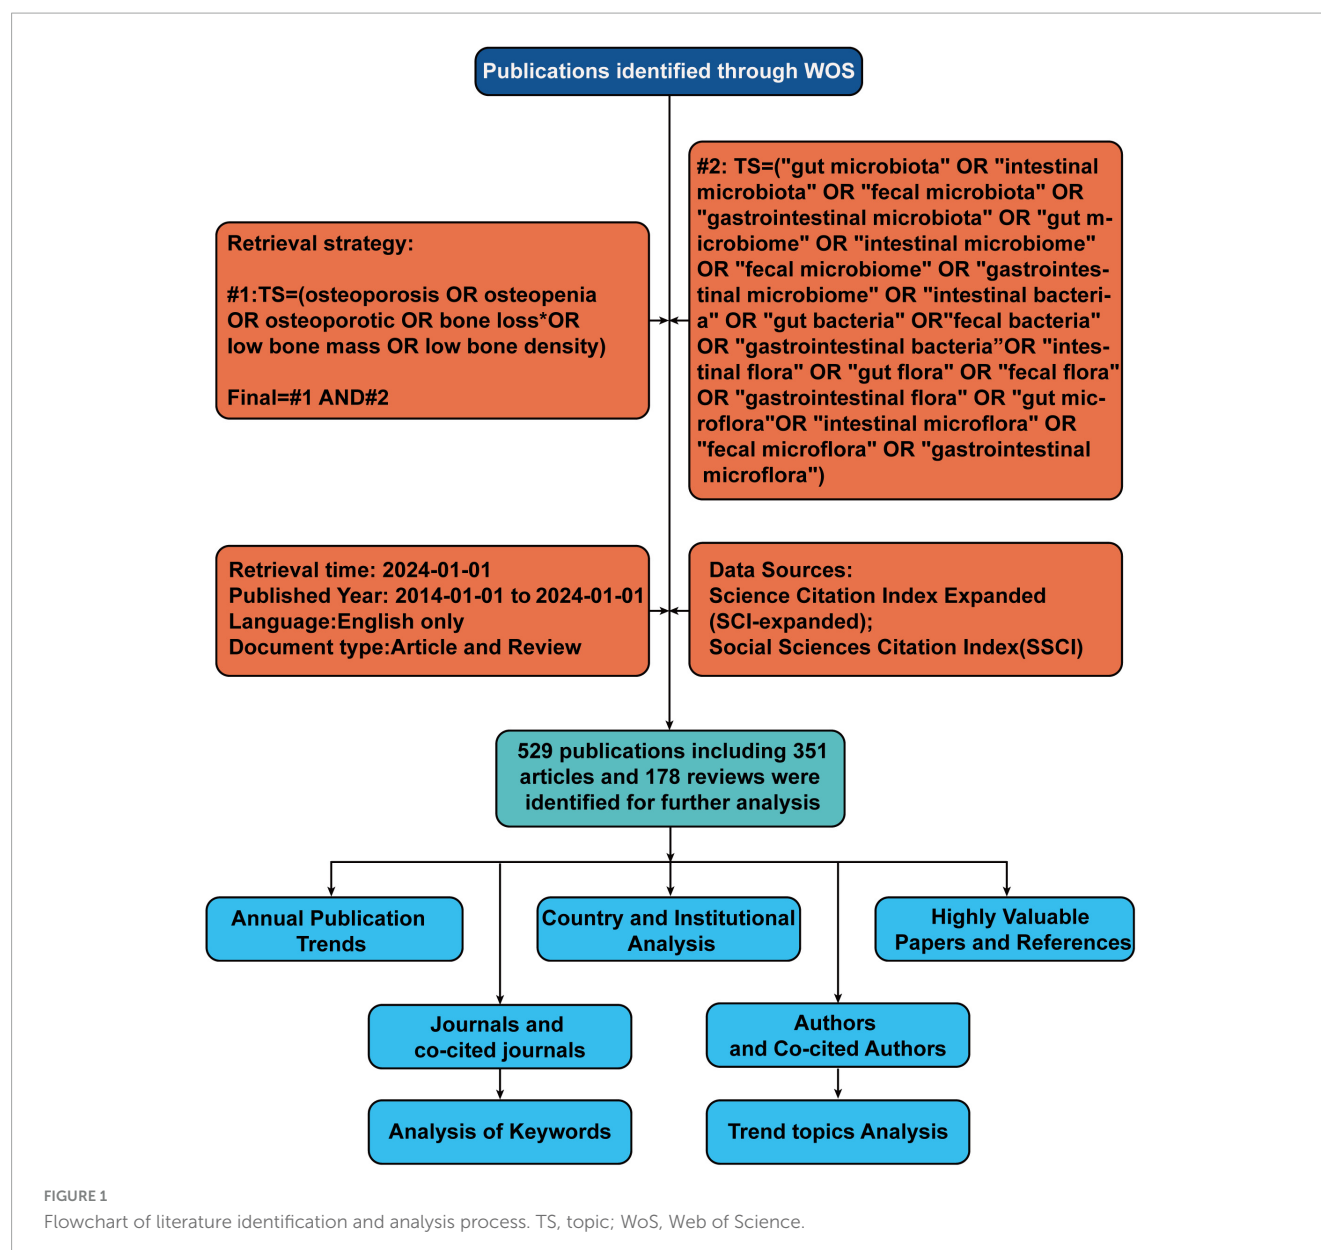 Publications identified through WOS
#2: TS=("gut microbiota" OR "intestinal
microbiota" OR "fecal microbiota" OR
"gastrointestinal microbiota" OR "gut m-
icrobiome" OR "intestinal microbiome"
OR "fecal microbiome" OR "gastrointes-
tinal microbiome" OR "intestinal bacteri-
a" OR "gut bacteria" OR"fecal bacteria"
OR "gastrointestinal bacteria”OR "intes-
tinal flora" OR "gut flora" OR "fecal flora"
OR "gastrointestinal flora" OR "gut mic-
roflora"OR "intestinal microflora" OR
"fecal microflora" OR "gastrointestinal
microflora")
Retrieval strategy:
#1:TS=(osteoporosis OR osteopenia
OR osteoporotic OR bone loss*OR
low bone mass OR low bone density)
Final=#1 AND#2
Retrieval time: 2024-01-01
Published Year: 2014-01-01 to 2024-01-01
Language:English only
Document type:Article and Review
Data Sources:
Science Citation Index Expanded
(SCI-expanded);
Social Sciences Citation Index(SSCI)
529 publications including 351
articles and 178 reviews were
identified for further analysis
Annual Publication
Trends
Country and Institutional
Analysis
Highly Valuable
Papers and References
Journals and
co-cited journals
Authors
and Co-cited Authors
Analysis of Keywords
Trend topics Analysis
FIGURE 1
Flowchart of literature identification and analysis process. TS, topic; WoS, Web of Science.